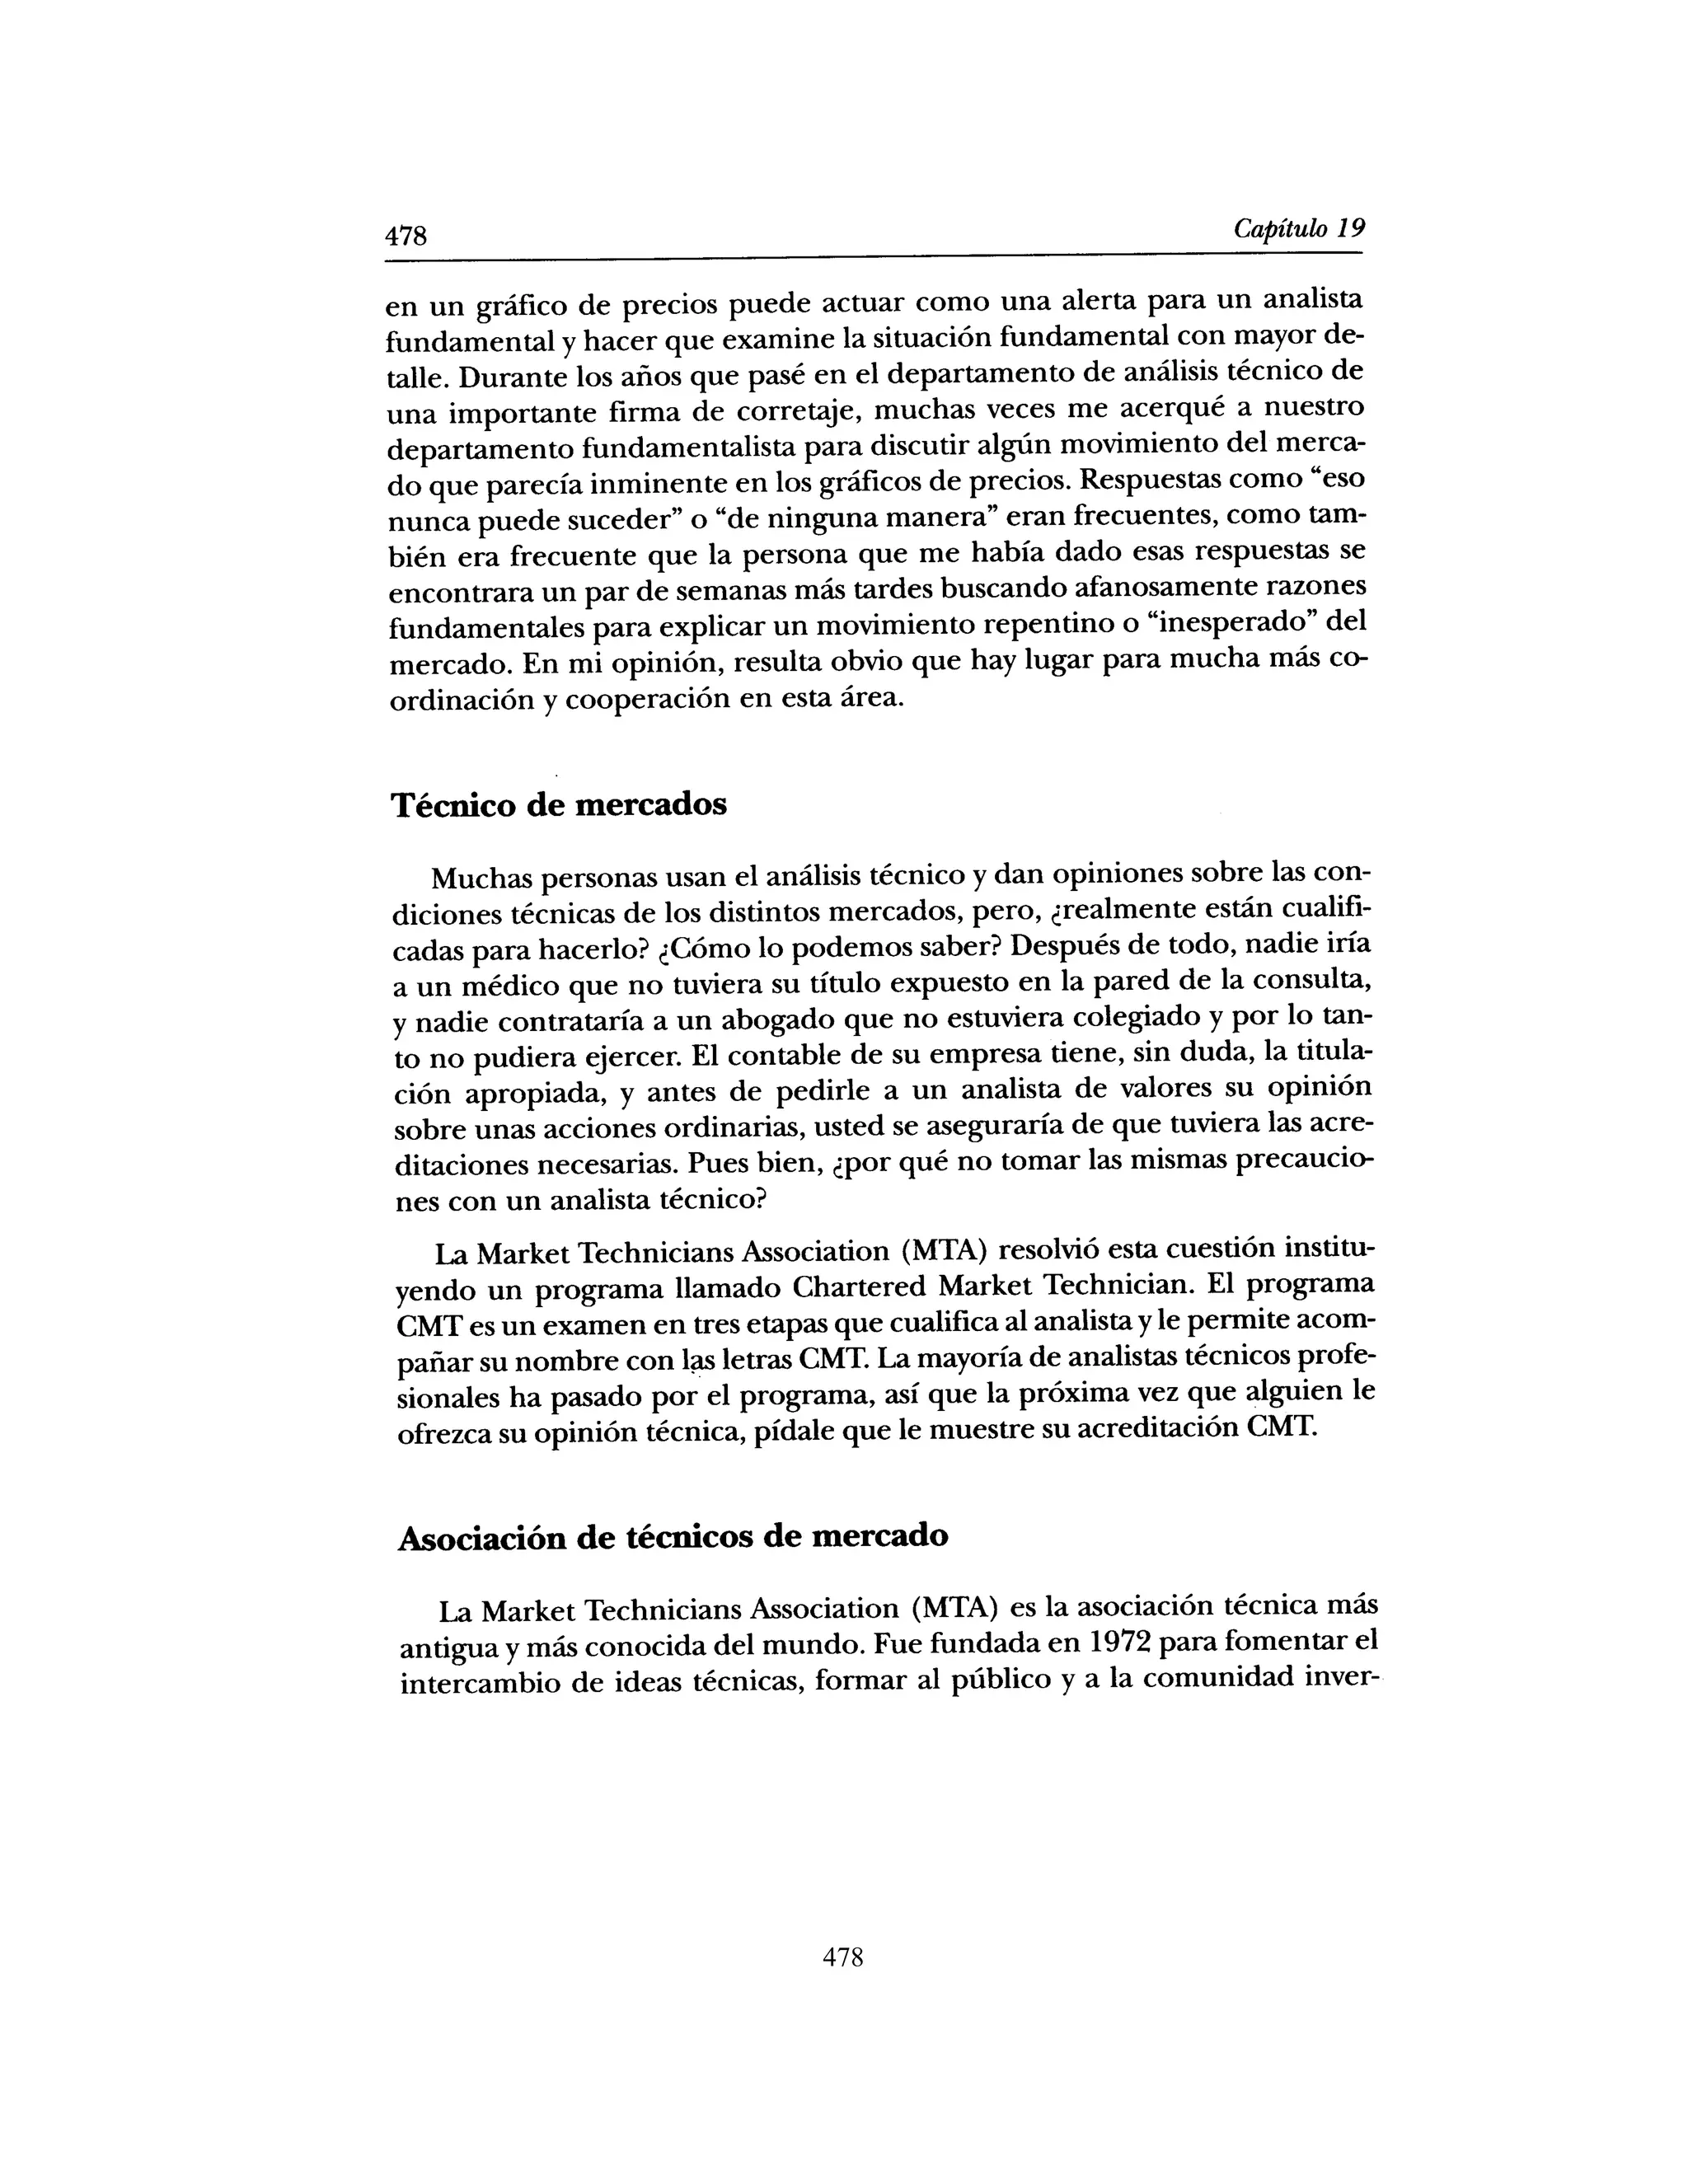 478
Capítulo 19
en un gráfico de precios puede actuar como una alerta para un analista
fundamental y hacer que examine la situación fundamental con mayor de-
talle. Durante los años que pasé en el departamento de análisis técnico de
una importante firma de corretaje, muchas veces me acerqué a nuestro
departamento fundamentalista para discutir algún movimiento del merca-
do que parecía inminente en los gráficos de precios. Respuestas como “eso
nunca puede suceder” o “de ninguna manera” eran frecuentes, como tam-
bién era frecuente que la persona que me había dado esas respuestas se
encontrara un par de semanas más tardes buscando afanosamente razones
fundamentales para explicar un movimiento repentino o “inesperado” del
mercado. En mi opinión, resulta obvio que hay lugar para mucha más co-
ordinación y cooperación en esta área.
Técnico de mercados
Muchas personas usan el análisis técnico y dan opiniones sobre las con-
diciones técnicas de los distintos mercados, pero, ¿realmente están cualifi-
cadas para hacerlo? ¿Cómo lo podemos saber? Después de todo, nadie iría
a un médico que no tuviera su título expuesto en la pared de la consulta,
y nadie contrataría a un abogado que no estuviera colegiado y por lo tan-
to no pudiera ejercer. El contable de su empresa tiene, sin duda, la titula-
ción apropiada, y antes de pedirle a un analista de valores su opinión
sobre unas acciones ordinarias, usted se aseguraría de que tuviera las acre-
ditaciones necesarias. Pues bien, ¿por qué no tomar las mismas precaucio-
nes con un analista técnico?
La Market Technicians Association (MTA) resolvió esta cuestión institu-
yendo un programa llamado Chartered Market Technician. El programa
CMT es un examen en tres etapas que cualifica al analista y le permite acom-
pañar su nombre con las letras CMT. La mayoría de analistas técnicos profe-
sionales ha pasado por el programa, así que la próxima vez que alguien le
ofrezca su opinión técnica, pídale que le muestre su acreditación CMT.
Asociación de técnicos de mercado
La Market Technicians Association (MTA) es la asociación técnica más
antigua y más conocida del mundo. Fue fundada en 1972 para fomentar el
intercambio de ideas técnicas, formar al público y a la comunidad inver-
478